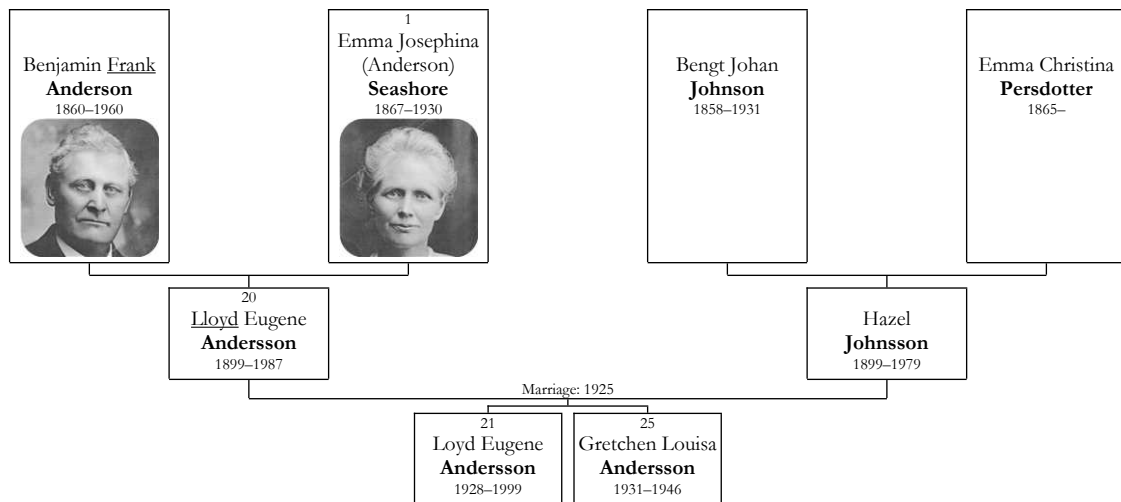 Benjamin Frank
Anderson
1860–1960
1
Emma Josephina
(Anderson)
Seashore
1867–1930
Bengt Johan
Johnson
1858–1931
Emma Christina
Persdotter
1865–
20
Lloyd Eugene
Andersson
1899–1987
Hazel
Johnsson
1899–1979
Marriage: 1925
21
Loyd Eugene
Andersson
1928–1999
25
Gretchen Louisa
Andersson
1931–1946